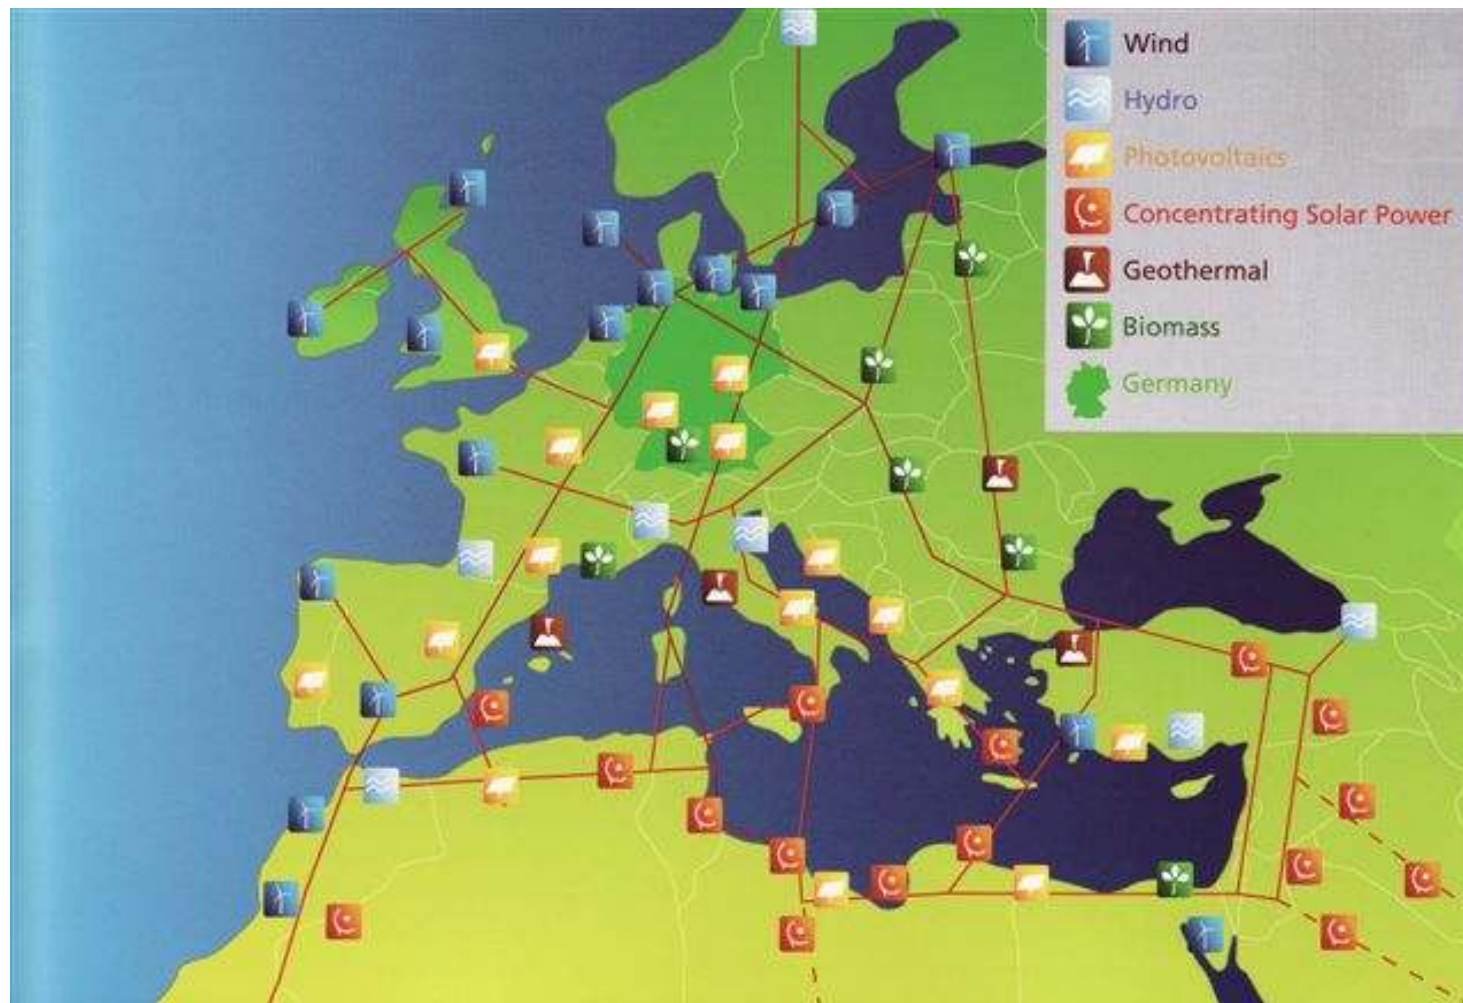 Wind
Hydro
Photovoltaics
Concentrating Solar Power
Geothermal
Biomass
Germany